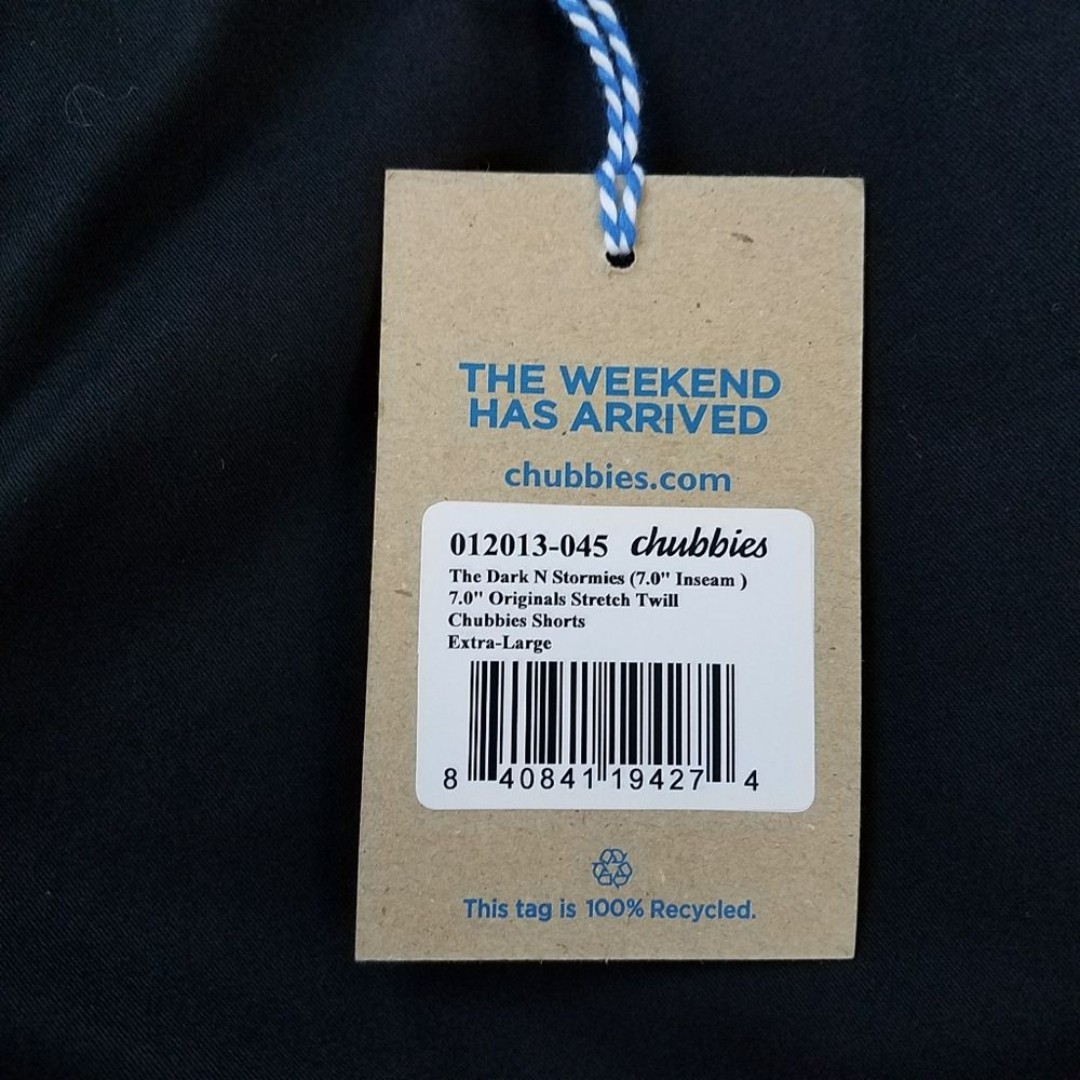 THE WEEKEND
HAS ARRIVED
chubbies.com
012013-045 chubbies
The Dark N Stormies (7.0" Inseam )
7.0" Originals Stretch Twill
Chubbies Shorts
Extra-Large
8 40841 19427 4
This tag is 100% Recycled.